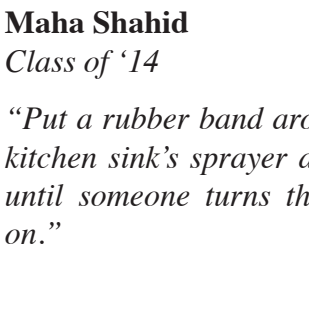 Maha Shahid
Class of ‘14
“Put a rubber band
kitchen sink’s sprayer
until someone turns
on.”